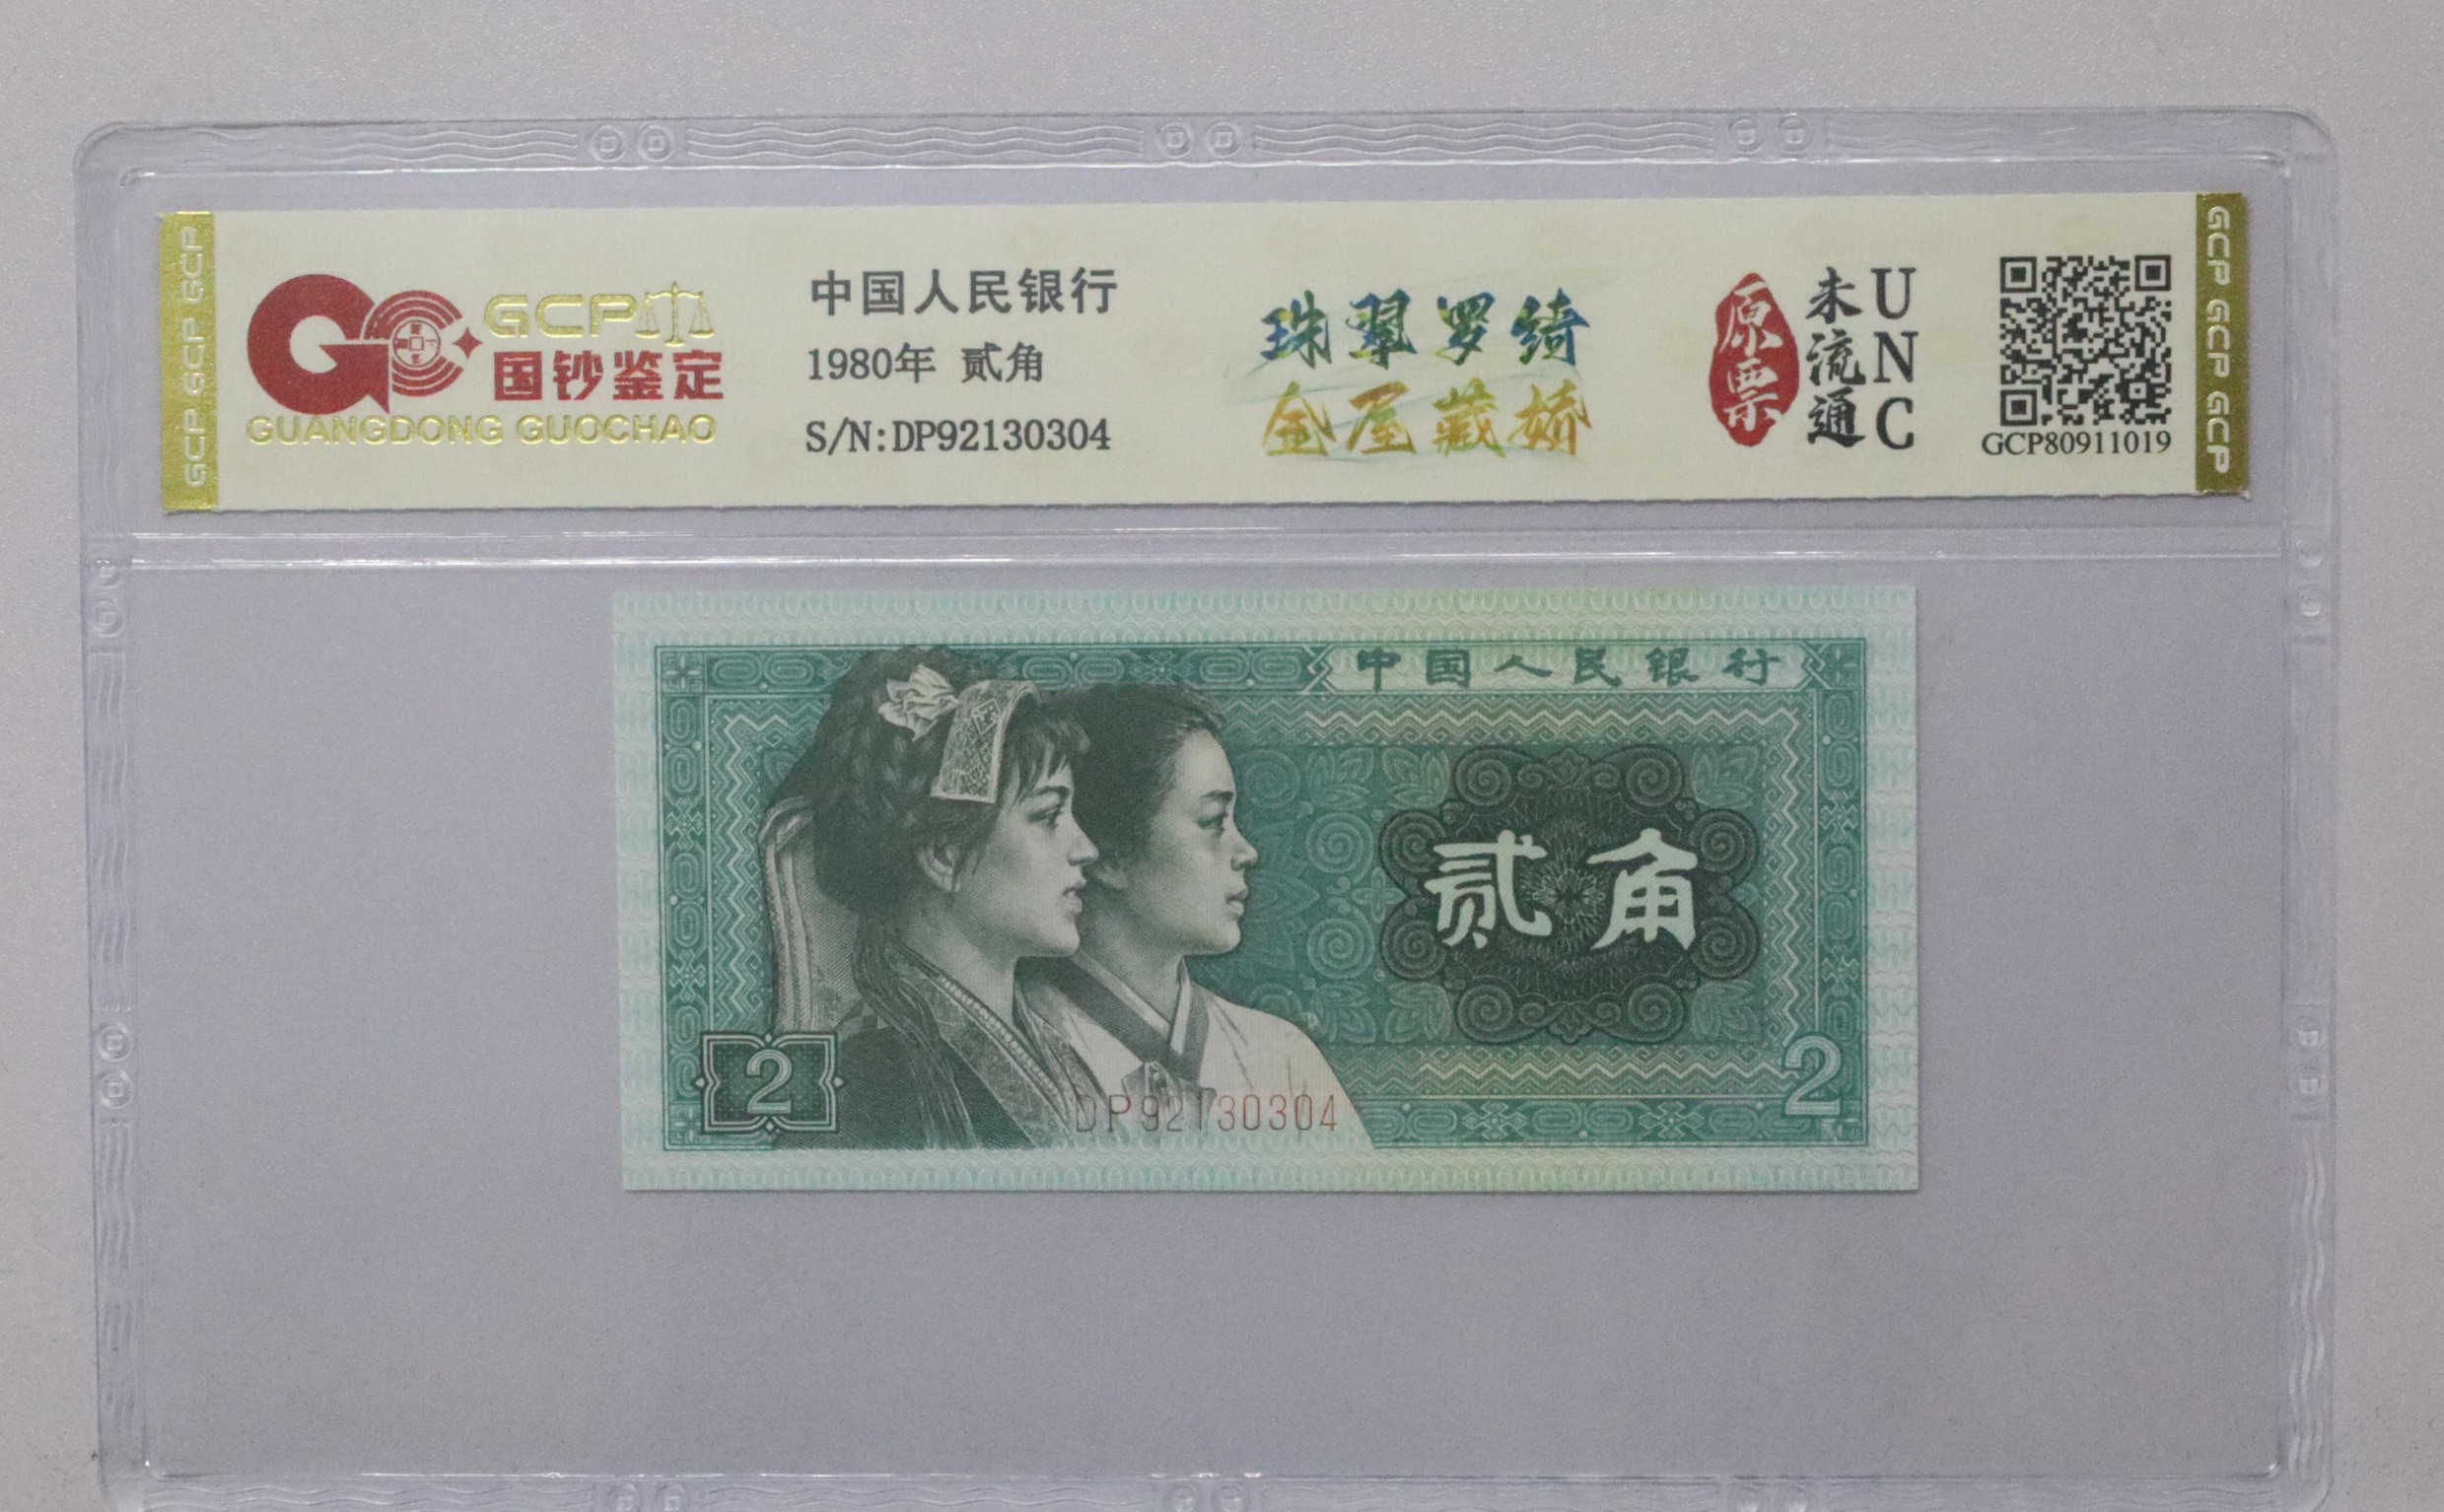 GCP GCP GCP
GCP
国钞鉴定
GUANGDONG GUOCHAO
中国人民银行
1980年 贰角
S/N:DP92130304
珠翠罗绮
金屋藏娇
原票
未流通
UNC
GCP80911019
GCP GCP GCP GCP
中国人民银行
贰角
2
2
DP92130304